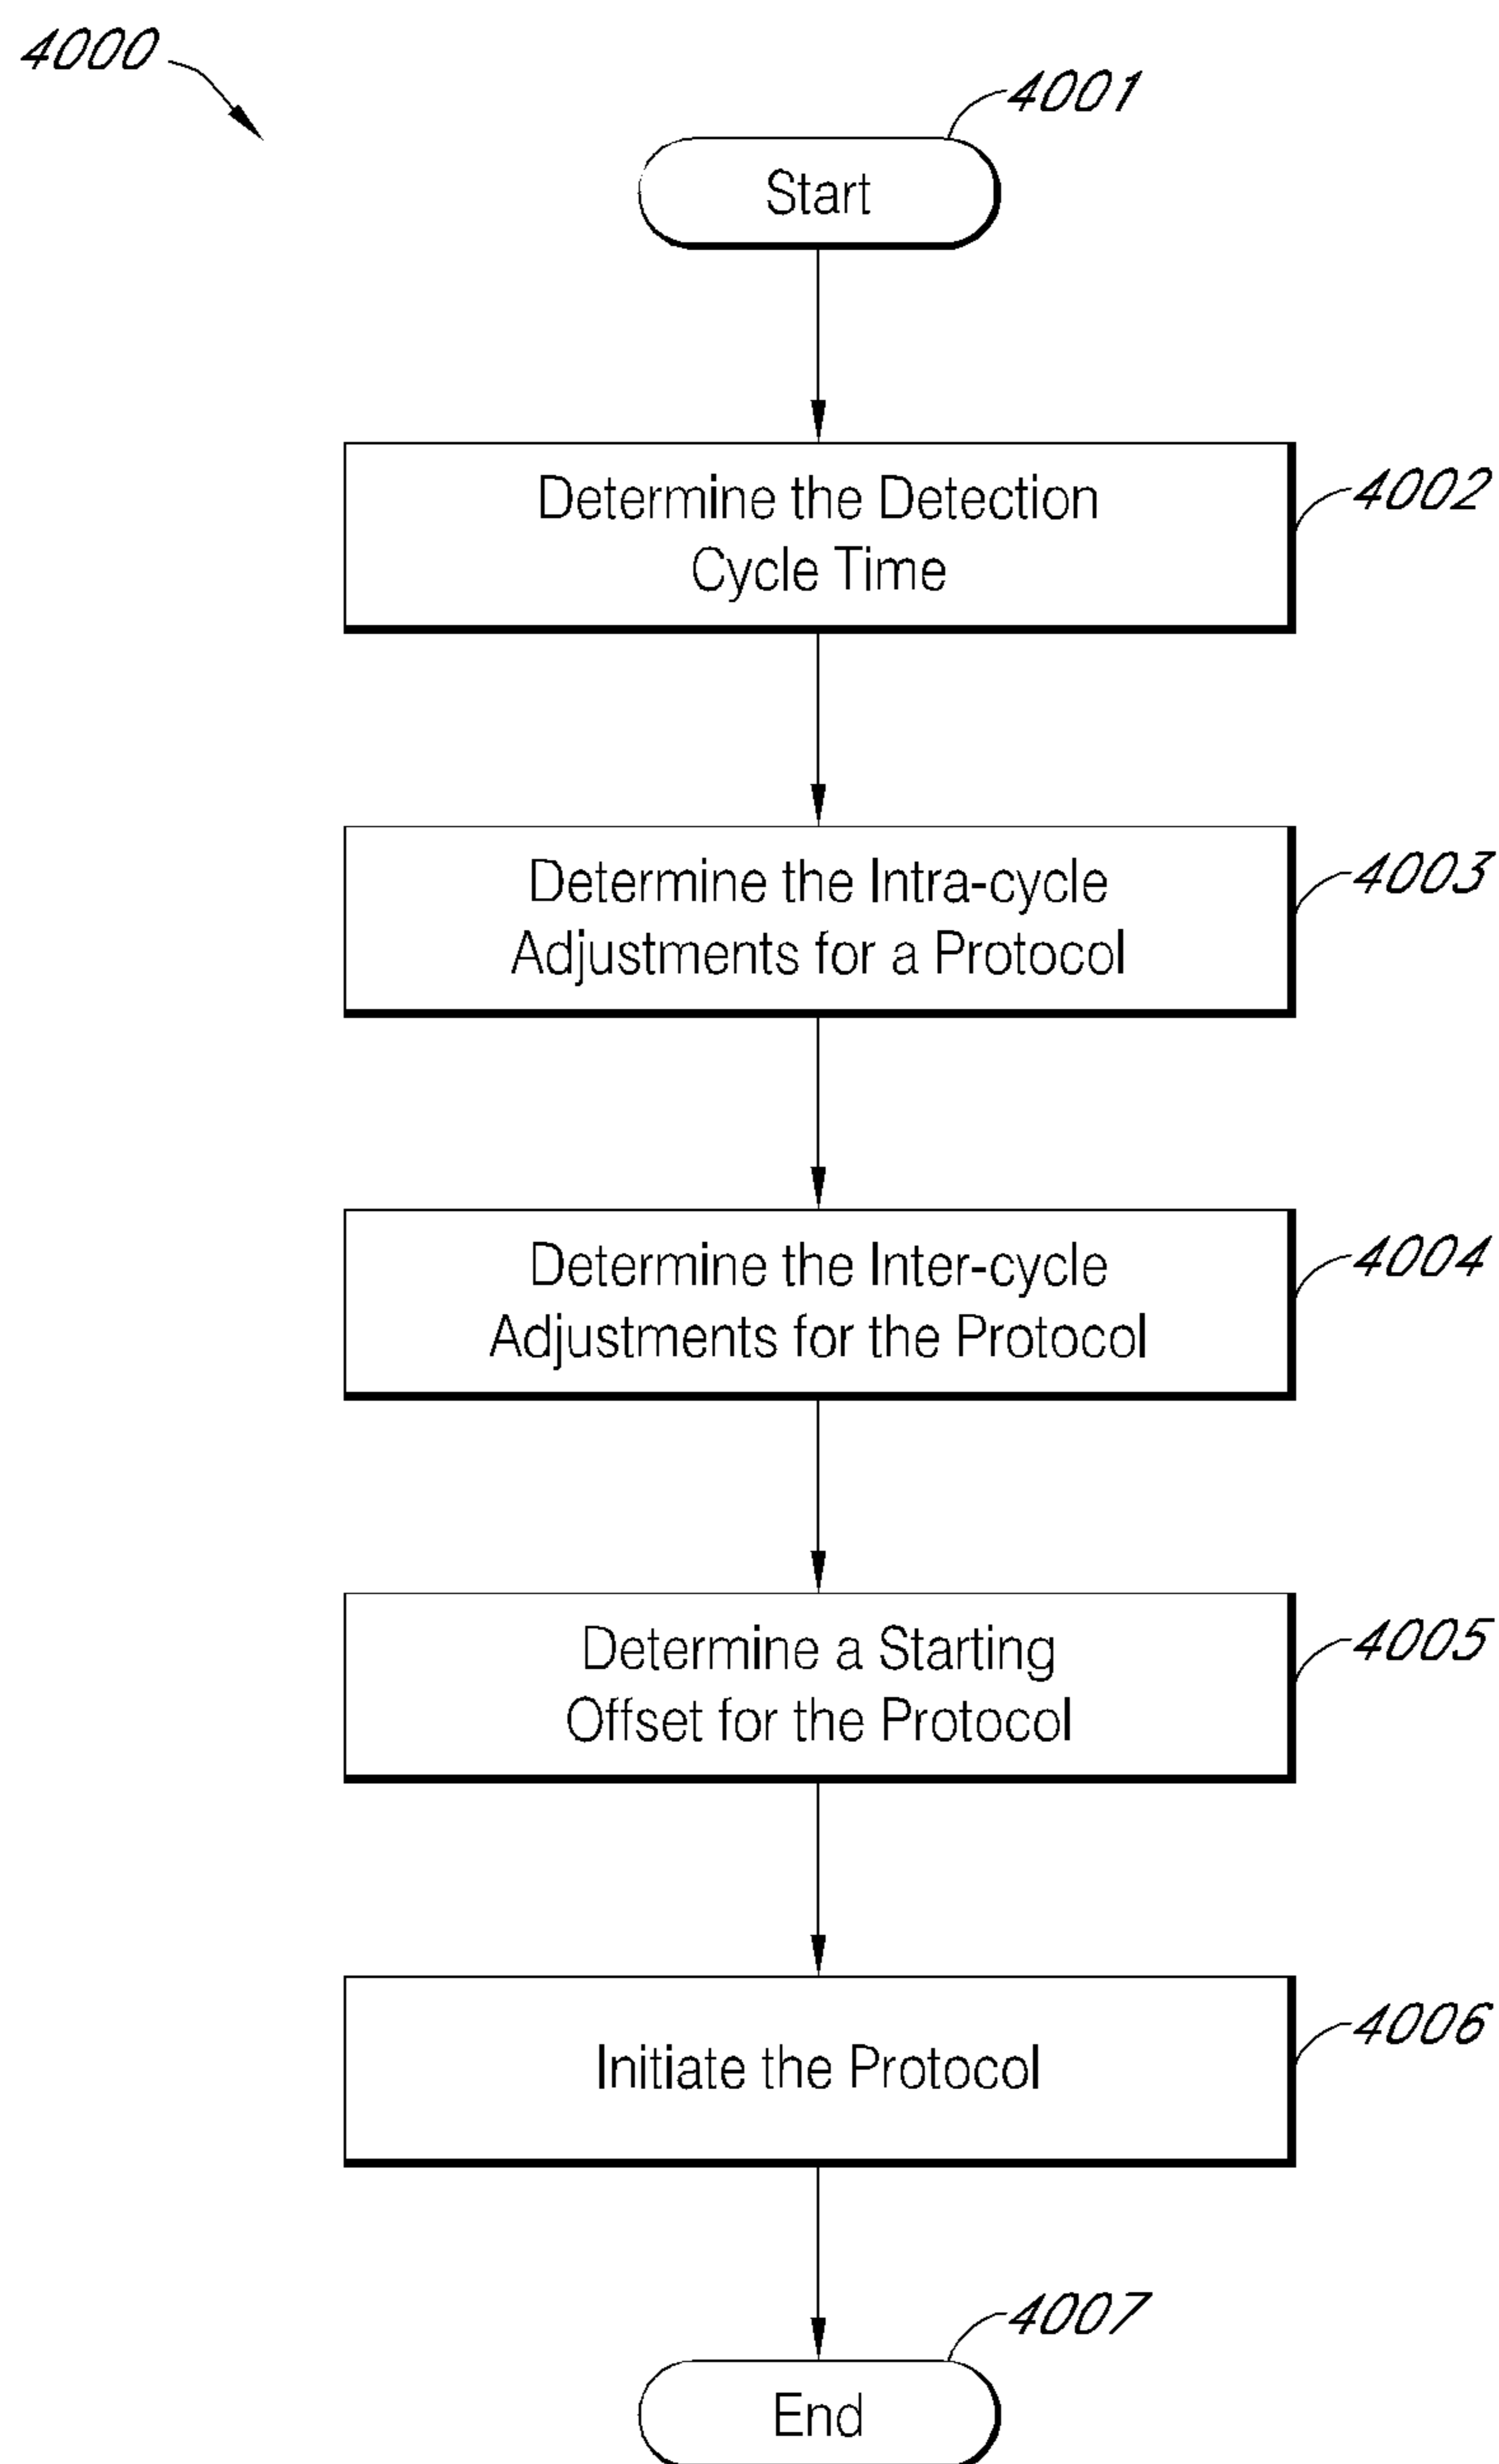 4000
4001
Start
Determine the Detection
Cycle Time
4002
Determine the Intra-cycle
Adjustments for a Protocol
4003
Determine the Inter-cycle
Adjustments for the Protocol
4004
Determine a Starting
Offset for the Protocol
4005
Initiate the Protocol
4006
4007
End